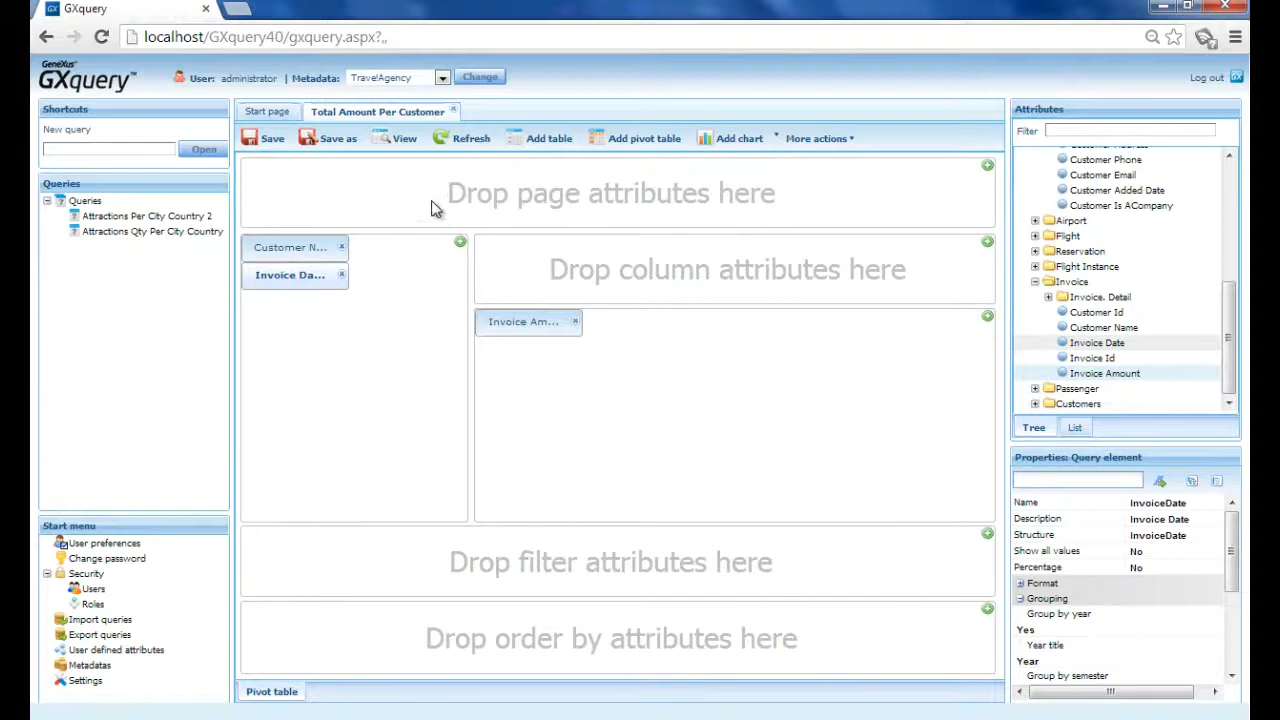 GXquery
localhost/GXquery40/gxquery.aspx?,,
GeneXus™
GXquery™
User: administrator | Metadata: TravelAgency Change
Log out
Shortcuts
New query
Open
Queries
Queries
Attractions Per City Country 2
Attractions Qty Per City Country
Start menu
User preferences
Change password
Security
Users
Roles
Import queries
Export queries
User defined attributes
Metadatas
Settings
Start page
Total Amount Per Customer
Save
Save as
View
Refresh
Add table
Add pivot table
Add chart
More actions
Drop page attributes here
Customer N...
Invoice Da...
Drop column attributes here
Invoice Am...
Drop filter attributes here
Drop order by attributes here
Pivot table
Attributes
Filter
Customer Phone
Customer Email
Customer Added Date
Customer Is ACompany
Airport
Flight
Reservation
Flight Instance
Invoice
Invoice. Detail
Customer Id
Customer Name
Invoice Date
Invoice Id
Invoice Amount
Passenger
Customers
Tree
List
Properties: Query element
Name InvoiceDate
Description Invoice Date
Structure InvoiceDate
Show all values No
Percentage No
Format
Grouping
Group by year
Yes
Year title
Year
Group by semester